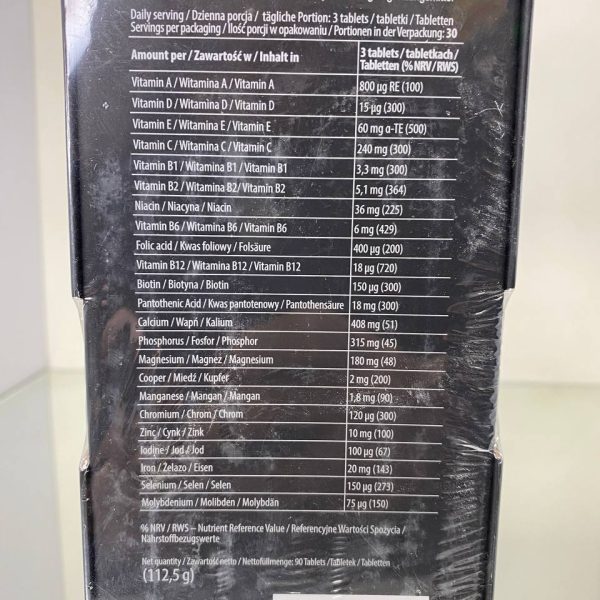 Daily serving / Dzienna porcja / tägliche Portion: 3 tablets / tabletki / Tabletten
Servings per packaging / Ilość porcji w opakowaniu / Portionen in der Verpackung: 30
Amount per / Zawartość w / Inhalt in 3 tablets / tabletkach / Tabletten (% NRV / RWS)
Vitamin A / Witamina A / Vitamin A 800 µg RE (100)
Vitamin D / Witamina D / Vitamin D 15 µg (300)
Vitamin E / Witamina E / Vitamin E 60 mg α-TE (500)
Vitamin C / Witamina C / Vitamin C 240 mg (300)
Vitamin B1 / Witamina B1 / Vitamin B1 3,3 mg (300)
Vitamin B2 / Witamina B2 / Vitamin B2 5,1 mg (364)
Niacin / Niacyna / Niacin 36 mg (225)
Vitamin B6 / Witamina B6 / Vitamin B6 6 mg (429)
Folic acid / Kwas foliowy / Folsäure 400 µg (200)
Vitamin B12 / Witamina B12 / Vitamin B12 18 µg (720)
Biotin / Biotyna / Biotin 150 µg (300)
Pantothenic Acid / Kwas pantotenowy / Pantothensäure 18 mg (300)
Calcium / Wapń / Kalium 408 mg (51)
Phosphorus / Fosfor / Phosphor 315 mg (45)
Magnesium / Magnez / Magnesium 180 mg (48)
Cooper / Miedź / Kupfer 2 mg (200)
Manganese / Mangan / Mangan 1,8 mg (90)
Chromium / Chrom / Chrom 120 µg (300)
Zinc / Cynk / Zink 10 mg (100)
Iodine / Jod / Jod 100 µg (67)
Iron / Żelazo / Eisen 20 mg (143)
Selenium / Selen / Selen 150 µg (273)
Molybdenium / Molibden / Molybdän 75 µg (150)
% NRV / RWS – Nutrient Reference Value / Referencyjne Wartości Spożycia /
Nährstoffbezugswerte
Net quantity / Zawartość netto / Nettofüllmenge: 90 Tablets / Tabletek / Tabletten
(112,5 g)